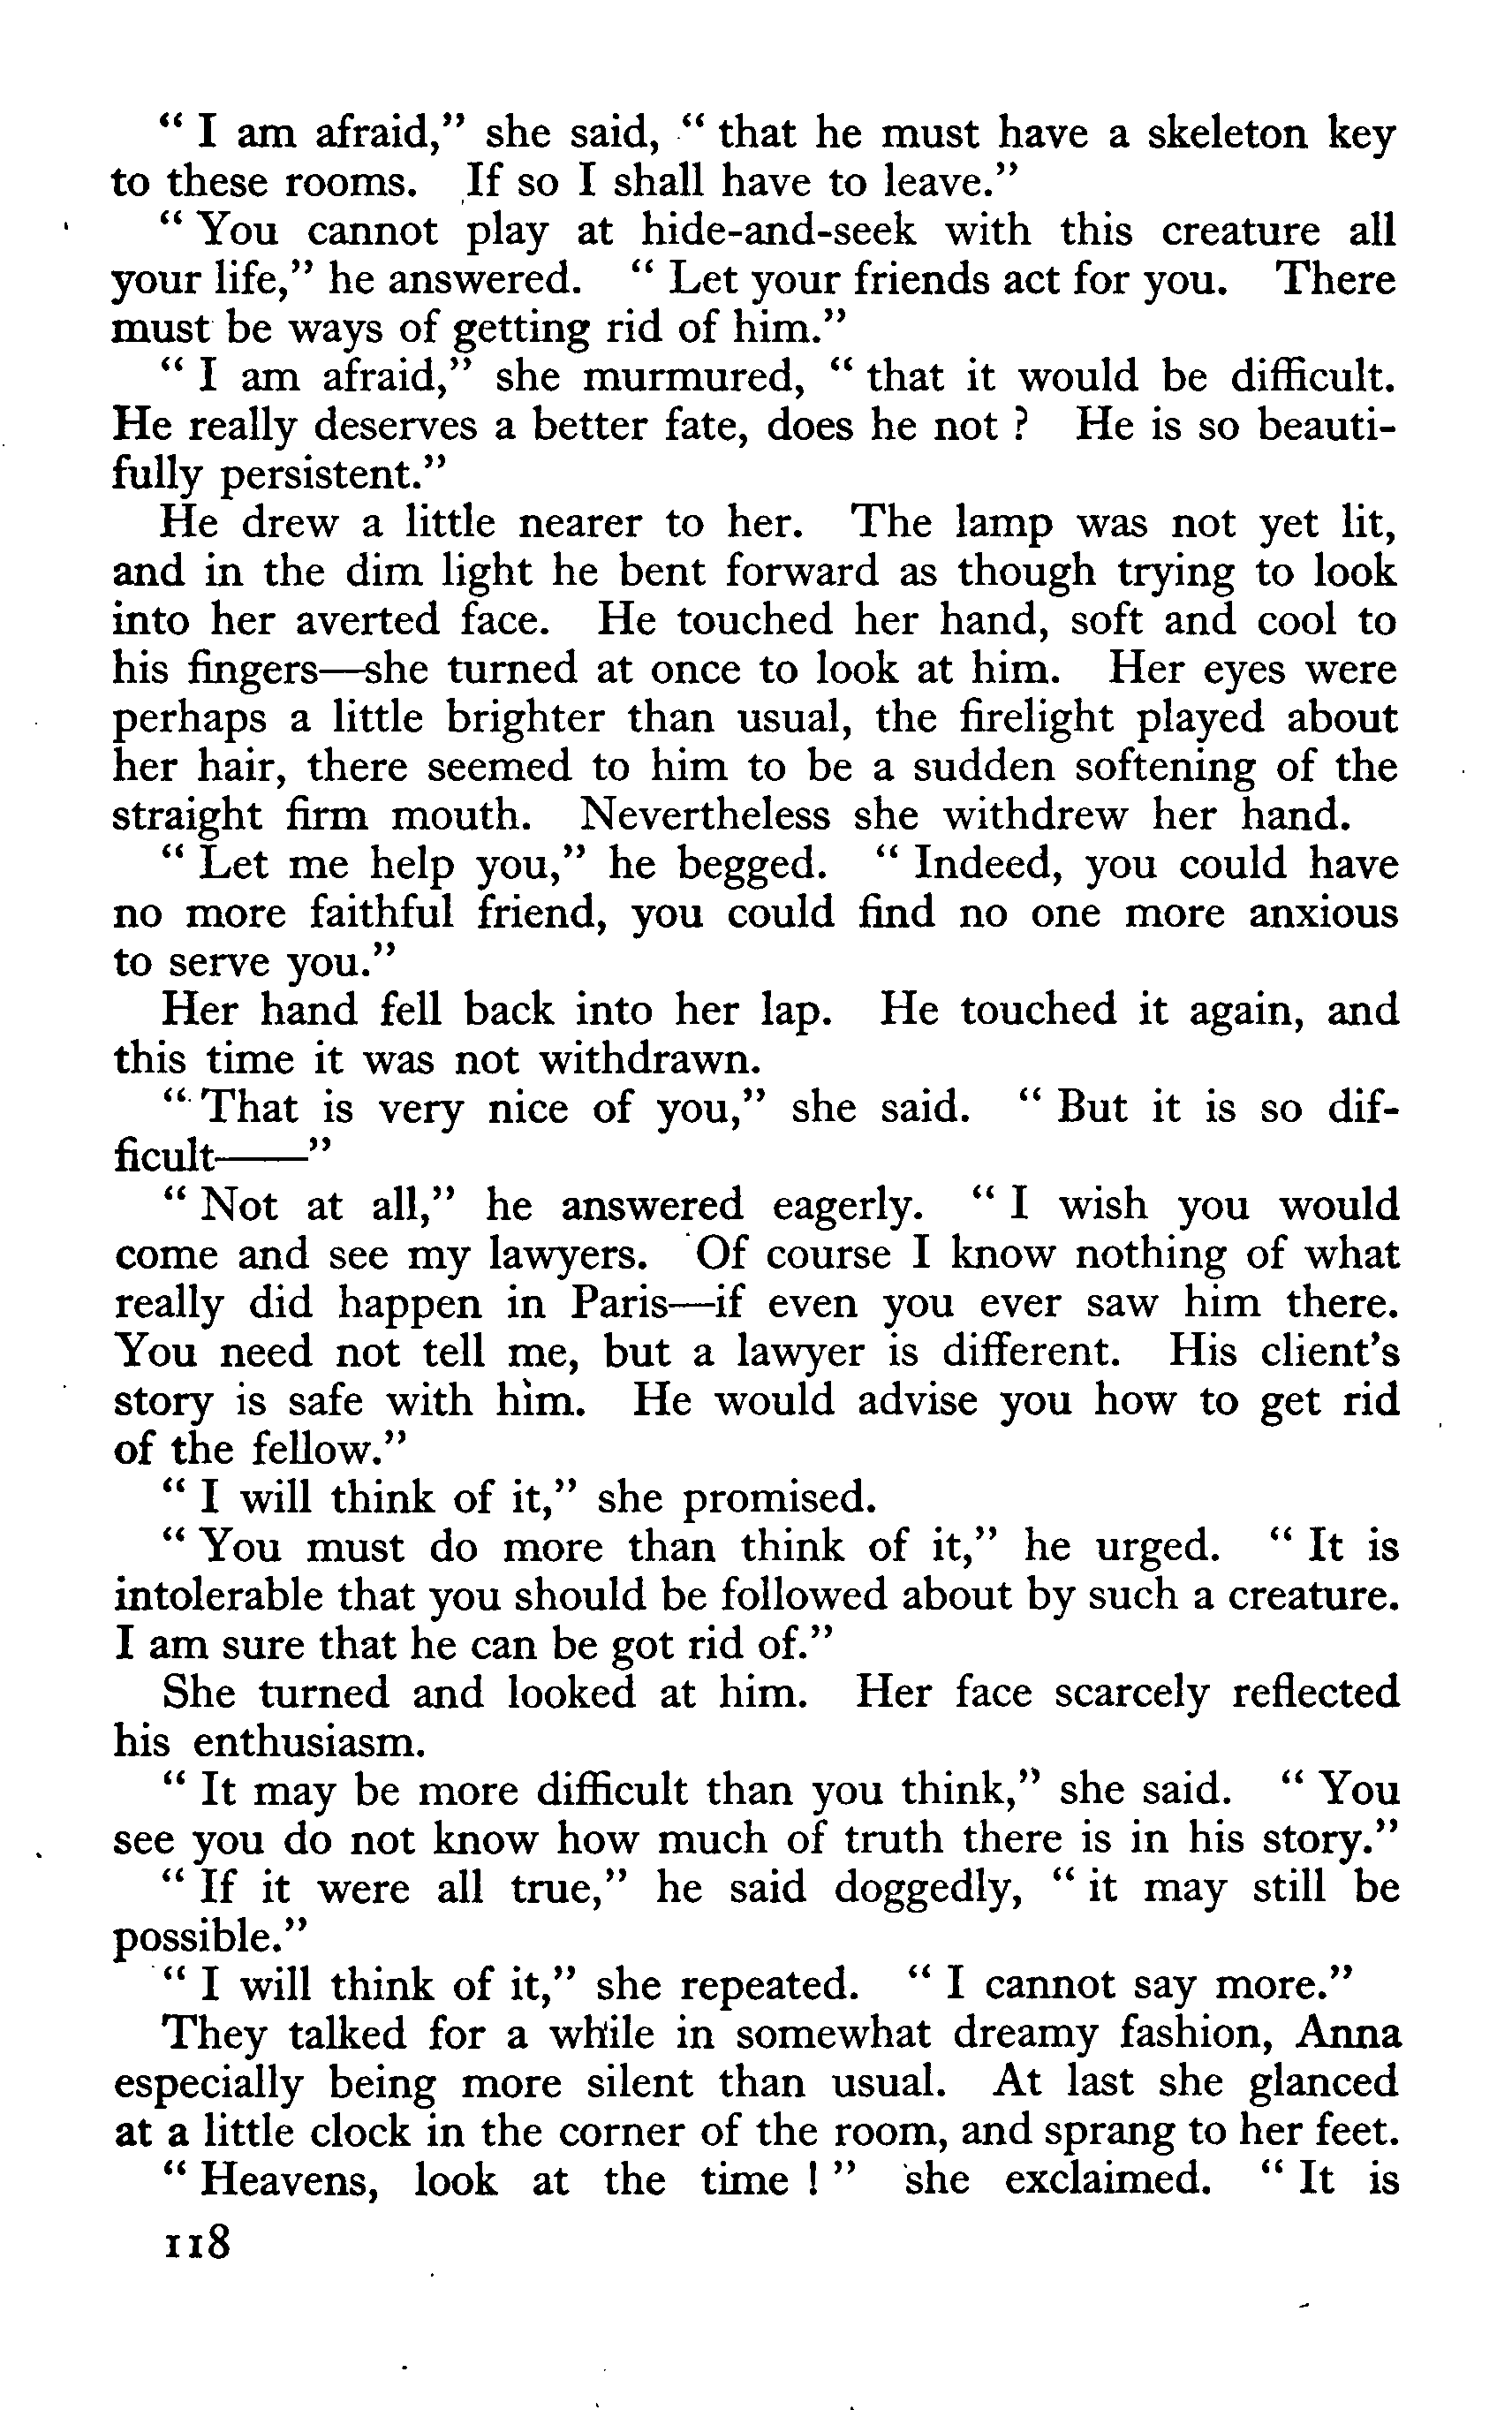 “ I am afraid,” she said, “ that he must have a skeleton key
to these rooms. If so I shall have to leave.”
“ You cannot play at hide-and-seek with this creature all
your life,” he answered. “ Let your friends act for you. There
must be ways of getting rid of him.”
“ I am afraid,” she murmured, “ that it would be difficult.
He really deserves a better fate, does he not ? He is so beauti-
fully persistent.”
He drew a little nearer to her. The lamp was not yet lit,
and in the dim light he bent forward as though trying to look
into her averted face. He touched her hand, soft and cool to
his fingers—she turned at once to look at him. Her eyes were
perhaps a little brighter than usual, the firelight played about
her hair, there seemed to him to be a sudden softening of the
straight firm mouth. Nevertheless she withdrew her hand.
“ Let me help you,” he begged. “ Indeed, you could have
no more faithful friend, you could find no one more anxious
to serve you.”
Her hand fell back into her lap. He touched it again, and
this time it was not withdrawn.
“ That is very nice of you,” she said. “ But it is so dif-
ficult——”
“ Not at all,” he answered eagerly. “ I wish you would
come and see my lawyers. Of course I know nothing of what
really did happen in Paris—if even you ever saw him there.
You need not tell me, but a lawyer is different. His client’s
story is safe with him. He would advise you how to get rid
of the fellow.”
“ I will think of it,” she promised.
“ You must do more than think of it,” he urged. “ It is
intolerable that you should be followed about by such a creature.
I am sure that he can be got rid of.”
She turned and looked at him. Her face scarcely reflected
his enthusiasm.
“ It may be more difficult than you think,” she said. “ You
see you do not know how much of truth there is in his story.”
“ If it were all true,” he said doggedly, “ it may still be
possible.”
“ I will think of it,” she repeated. “ I cannot say more.”
They talked for a while in somewhat dreamy fashion, Anna
especially being more silent than usual. At last she glanced
at a little clock in the corner of the room, and sprang to her feet.
“ Heavens, look at the time ! ” she exclaimed. “ It is
118